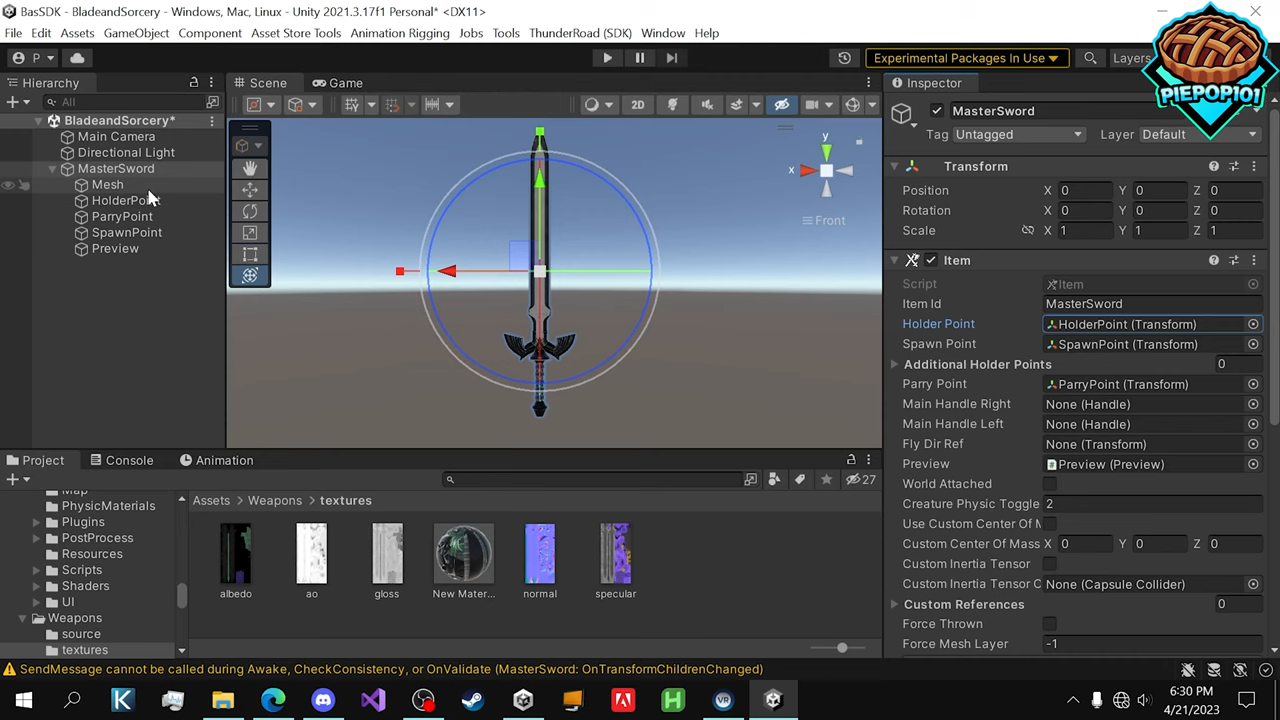 BasSDK - BladeandSorcery - Windows, Mac, Linux - Unity 2021.3.17f1 Personal* <DX11>
File Edit Assets GameObject Component Asset Store Tools Animation Rigging Jobs Tools ThunderRoad (SDK) Window Help
P Experimental Packages In Use Layers
PIEPOP101
Hierarchy
All
BladeandSorcery*
Main Camera
Directional Light
MasterSword
Mesh
HolderPoint
ParryPoint
SpawnPoint
Preview
Scene Game
2D
y
x
Front
Inspector
MasterSword
Tag Untagged Layer Default
Transform
Position X 0 Y 0 Z 0
Rotation X 0 Y 0 Z 0
Scale X 1 Y 1 Z 1
Item
Script Item
Item Id MasterSword
Holder Point HolderPoint (Transform)
Spawn Point SpawnPoint (Transform)
Additional Holder Points 0
Parry Point ParryPoint (Transform)
Main Handle Right None (Handle)
Main Handle Left None (Handle)
Fly Dir Ref None (Transform)
Preview Preview (Preview)
World Attached
Creature Physic Toggle 2
Use Custom Center Of M
Custom Center Of Mass X 0 Y 0 Z 0
Custom Inertia Tensor
Custom Inertia Tensor C None (Capsule Collider)
Custom References 0
Force Thrown
Force Mesh Layer -1
Project Console Animation
27
Map
PhysicMaterials
Plugins
PostProcess
Resources
Scripts
Shaders
UI
Weapons
source
textures
Assets Weapons textures
albedo ao gloss New Mater... normal specular
SendMessage cannot be called during Awake, CheckConsistency, or OnValidate (MasterSword: OnTransformChildrenChanged)
K H VR
6:30 PM
4/21/2023